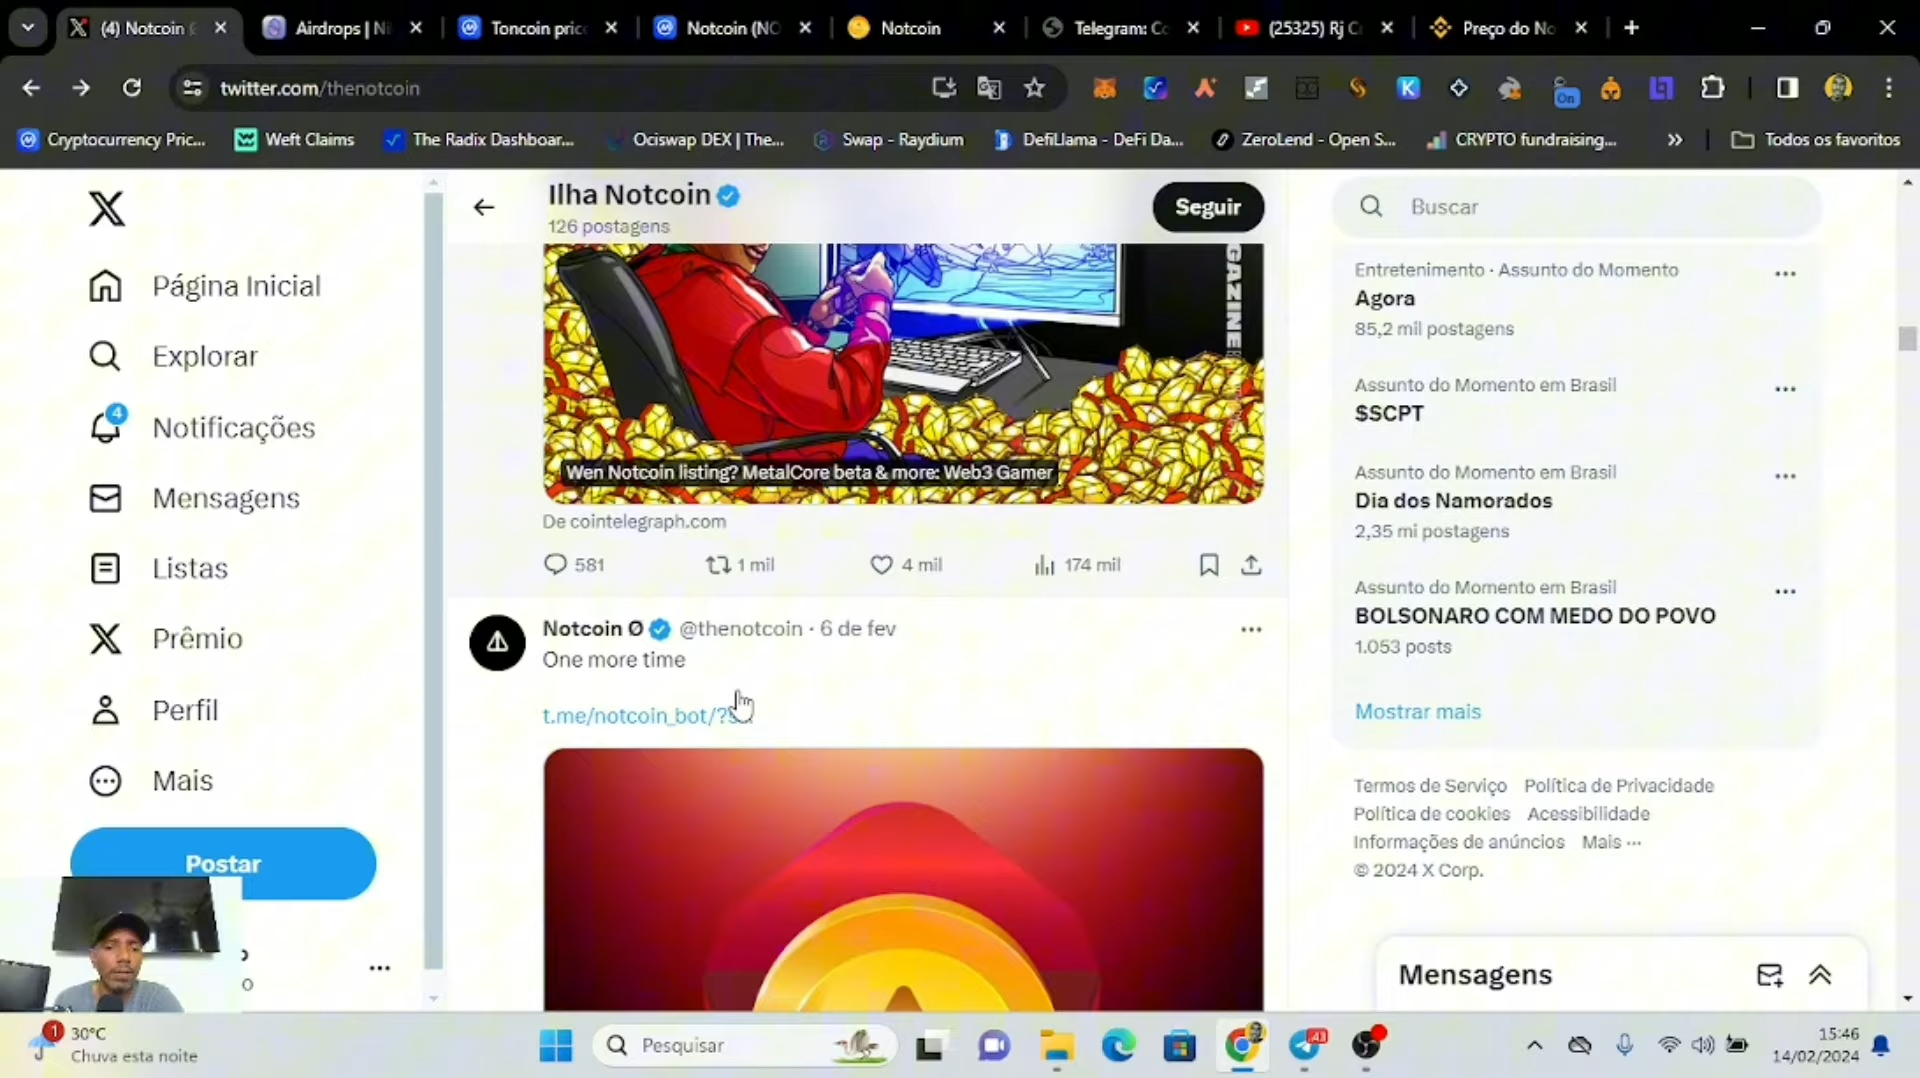 (4) Notcoin
Airdrops | Ni
Toncoin pric
Notcoin (NO
Notcoin
Telegram: Co
(25325) Rj C
Preço do No
twitter.com/thenotcoin
On
Cryptocurrency Pric...
Weft Claims
The Radix Dashboar...
Ociswap DEX | The...
Swap - Raydium
DefiLlama - DeFi Da...
ZeroLend - Open S...
CRYPTO fundraising...
Todos os favoritos
Página Inicial
Explorar
4
Notificações
Mensagens
Listas
Prêmio
Perfil
Mais
Postar
Ilha Notcoin
126 postagens
Seguir
GAZINE
Wen Notcoin listing? MetalCore beta & more: Web3 Gamer
De cointelegraph.com
581
1 mil
4 mil
174 mil
Notcoin Ø @thenotcoin · 6 de fev
One more time
t.me/notcoin_bot/?s...
Buscar
Entretenimento · Assunto do Momento
Agora
85,2 mil postagens
Assunto do Momento em Brasil
$SCPT
Assunto do Momento em Brasil
Dia dos Namorados
2,35 mi postagens
Assunto do Momento em Brasil
BOLSONARO COM MEDO DO POVO
1.053 posts
Mostrar mais
Termos de Serviço Política de Privacidade
Política de cookies Acessibilidade
Informações de anúncios Mais ···
© 2024 X Corp.
Mensagens
1
30°C
Chuva esta noite
Pesquisar
43
15:46
14/02/2024